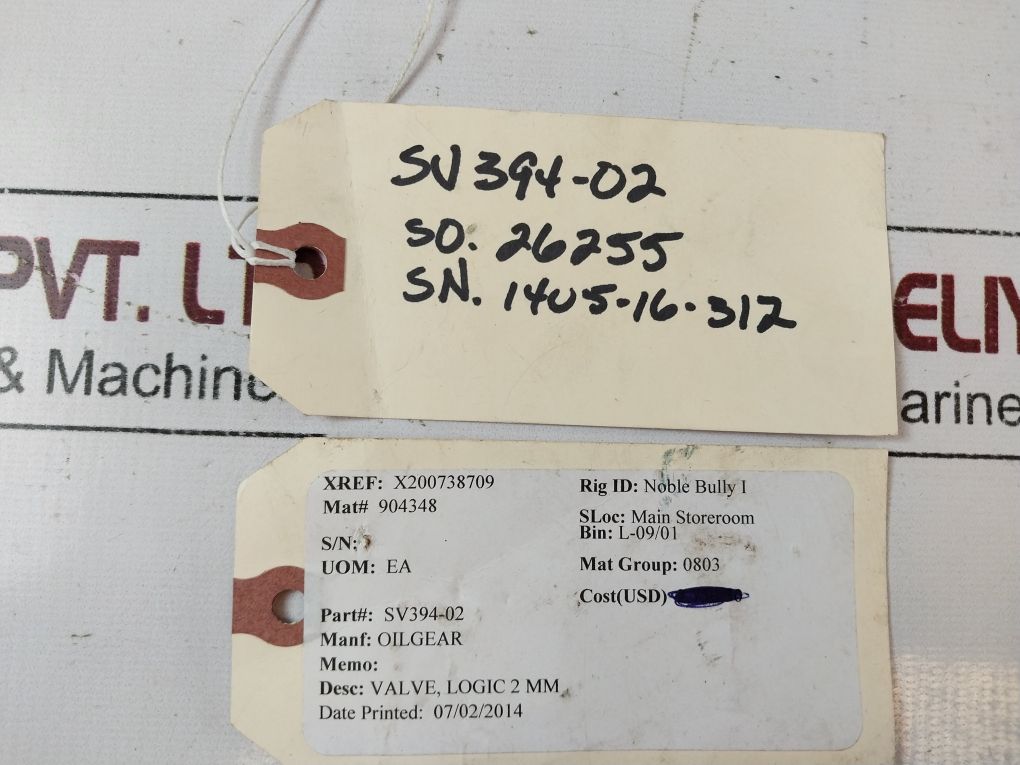 SV394-02
SO. 26255
SN. 1405-16-312
PVT. LT
& Machine
ELIY
arine
XREF: X200738709
Mat# 904348
S/N:
UOM: EA
Part#: SV394-02
Manf: OILGEAR
Memo:
Desc: VALVE, LOGIC 2 MM
Date Printed: 07/02/2014
Rig ID: Noble Bully I
SLoc: Main Storeroom
Bin: L-09/01
Mat Group: 0803
Cost(USD)